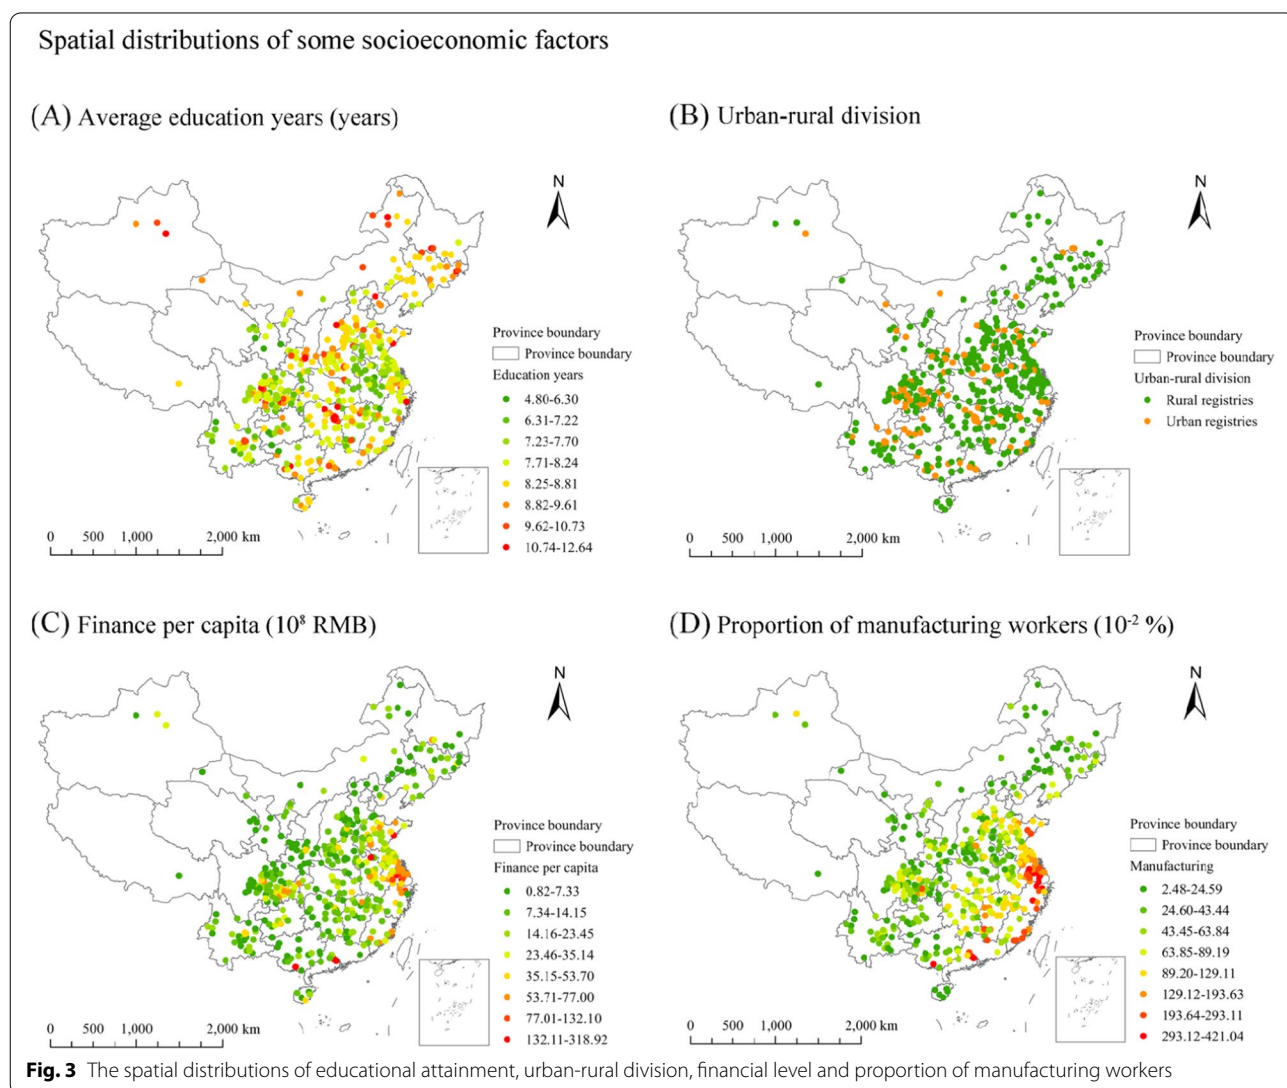 Spatial distributions of some socioeconomic factors
(A) Average education years (years)
N
Province boundary
Province boundary
Education years
4.80-6.30
6.31-7.22
7.23-7.70
7.71-8.24
8.25-8.81
8.82-9.61
9.62-10.73
10.74-12.64
0 500 1,000 2,000 km
(B) Urban-rural division
N
Province boundary
Province boundary
Urban-rural division
Rural registries
Urban registries
0 500 1,000 2,000 km
(C) Finance per capita (10⁸ RMB)
N
Province boundary
Province boundary
Finance per capita
0.82-7.33
7.34-14.15
14.16-23.45
23.46-35.14
35.15-53.70
53.71-77.00
77.01-132.10
132.11-318.92
0 500 1,000 2,000 km
(D) Proportion of manufacturing workers (10⁻² %)
N
Province boundary
Province boundary
Manufacturing
2.48-24.59
24.60-43.44
43.45-63.84
63.85-89.19
89.20-129.11
129.12-193.63
193.64-293.11
293.12-421.04
0 500 1,000 2,000 km
Fig. 3 The spatial distributions of educational attainment, urban-rural division, financial level and proportion of manufacturing workers